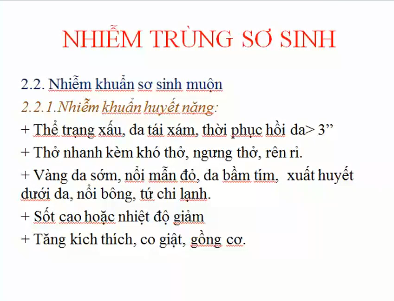 NHIỄM TRÙNG SƠ SINH
2.2. Nhiễm khuẩn sơ sinh muộn
2.2.1.Nhiễm khuẩn huyết nặng:
+ Thể trạng xấu, da tái xám, thời phục hồi da> 3”
+ Thở nhanh kèm khó thở, ngưng thở, rên rỉ.
+ Vàng da sớm, nổi mẫn đỏ, da bầm tím, xuất huyết
dưới da, nổi bông, tứ chi lạnh.
+ Sốt cao hoặc nhiệt độ giảm
+ Tăng kích thích, co giật, gồng cơ.